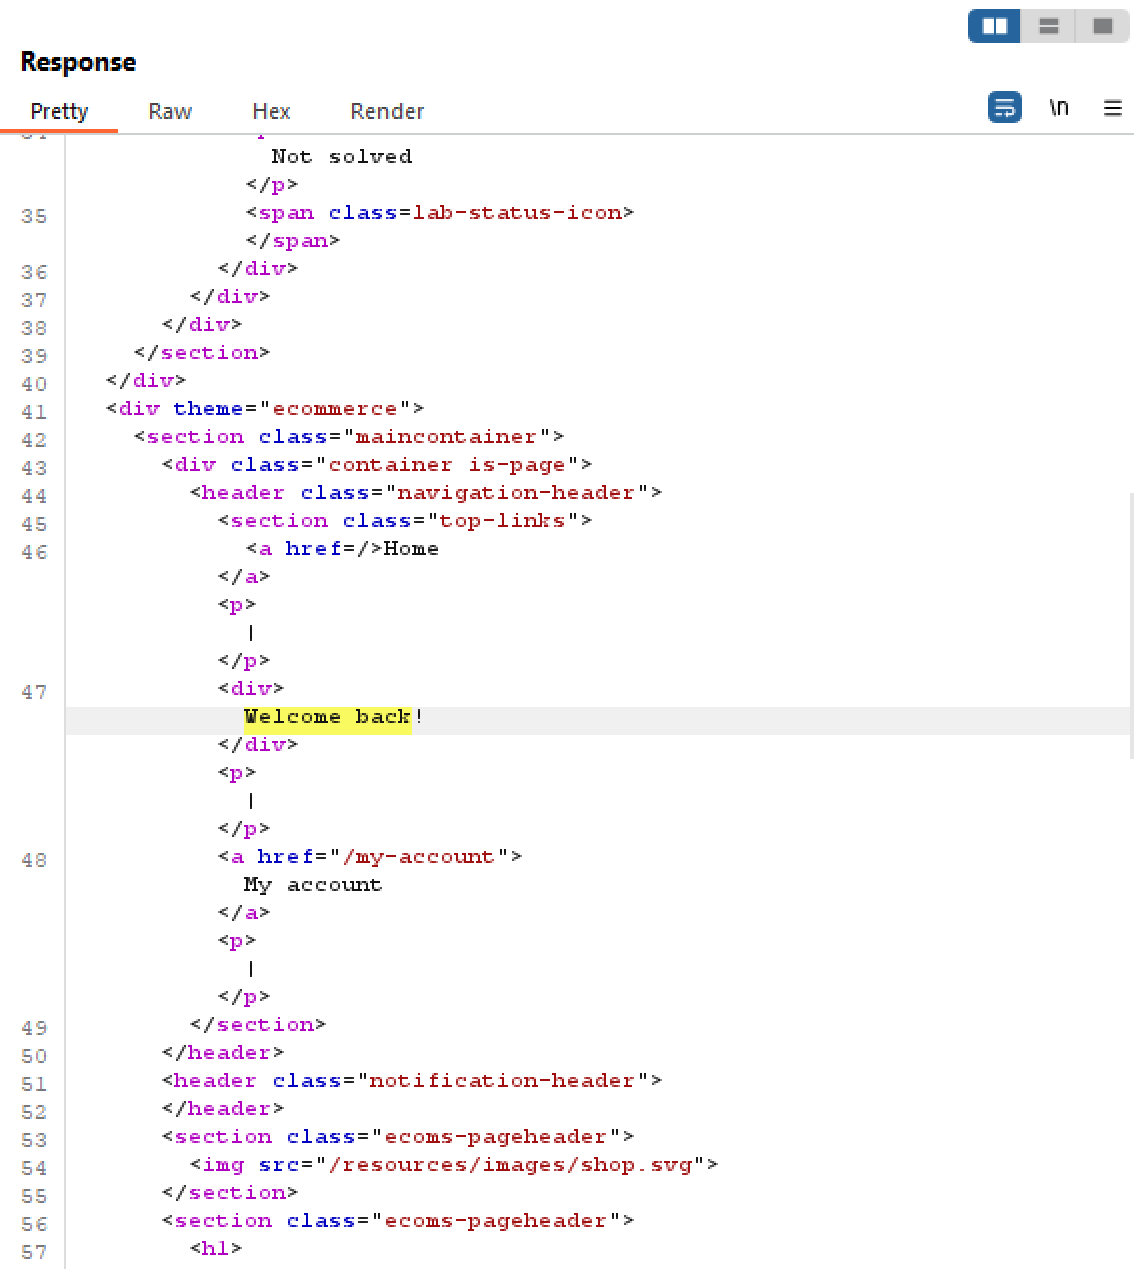 Response
Pretty Raw Hex Render \n
Not solved
</p>
35 <span class=lab-status-icon>
</span>
36 </div>
37 </div>
38 </div>
39 </section>
40 </div>
41 <div theme="ecommerce">
42 <section class="maincontainer">
43 <div class="container is-page">
44 <header class="navigation-header">
45 <section class="top-links">
46 <a href=/>Home
</a>
<p>
|
</p>
47 <div>
Welcome back!
</div>
<p>
|
</p>
48 <a href="/my-account">
My account
</a>
<p>
|
</p>
49 </section>
50 </header>
51 <header class="notification-header">
52 </header>
53 <section class="ecoms-pageheader">
54 <img src="/resources/images/shop.svg">
55 </section>
56 <section class="ecoms-pageheader">
57 <h1>